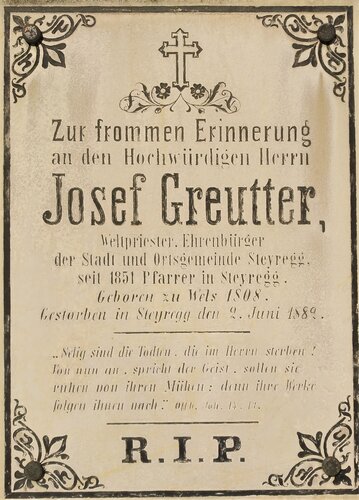 Zur frommen Erinnerung
an den Hochwürdigen Herrn
Josef Greutter,
Weltpriester, Ehrenbürger
der Stadt und Ortsgemeinde Steyregg,
seit 1851 Pfarrer in Steyregg.
Geboren zu Wels 1808.
Gestorben in Steyregg den 2. Juni 1882.
„Selig sind die Todten, die im Herrn sterben!
Von nun an, spricht der Geist, sollen sie
ruhen von ihren Mühen; denn ihre Werke
folgen ihnen nach."
R.I.P.